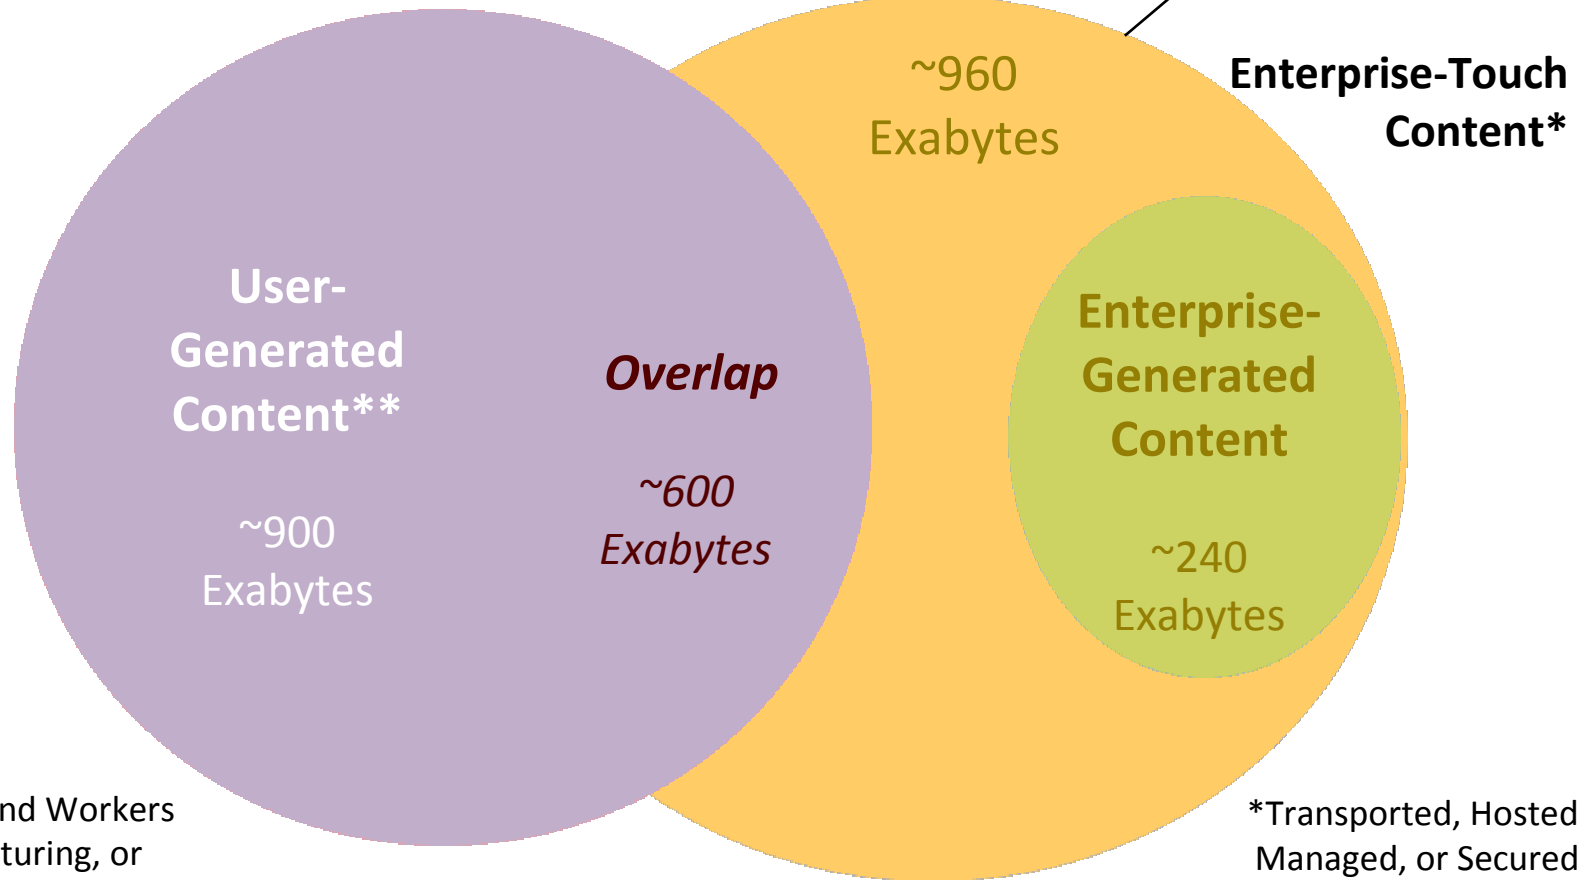 ~960
Exabytes
Enterprise-Touch
Content*
User-
Generated
Content**
~900
Exabytes
Overlap
~600
Exabytes
Enterprise-
Generated
Content
~240
Exabytes
nd Workers
turing, or
*Transported, Hosted
Managed, or Secured